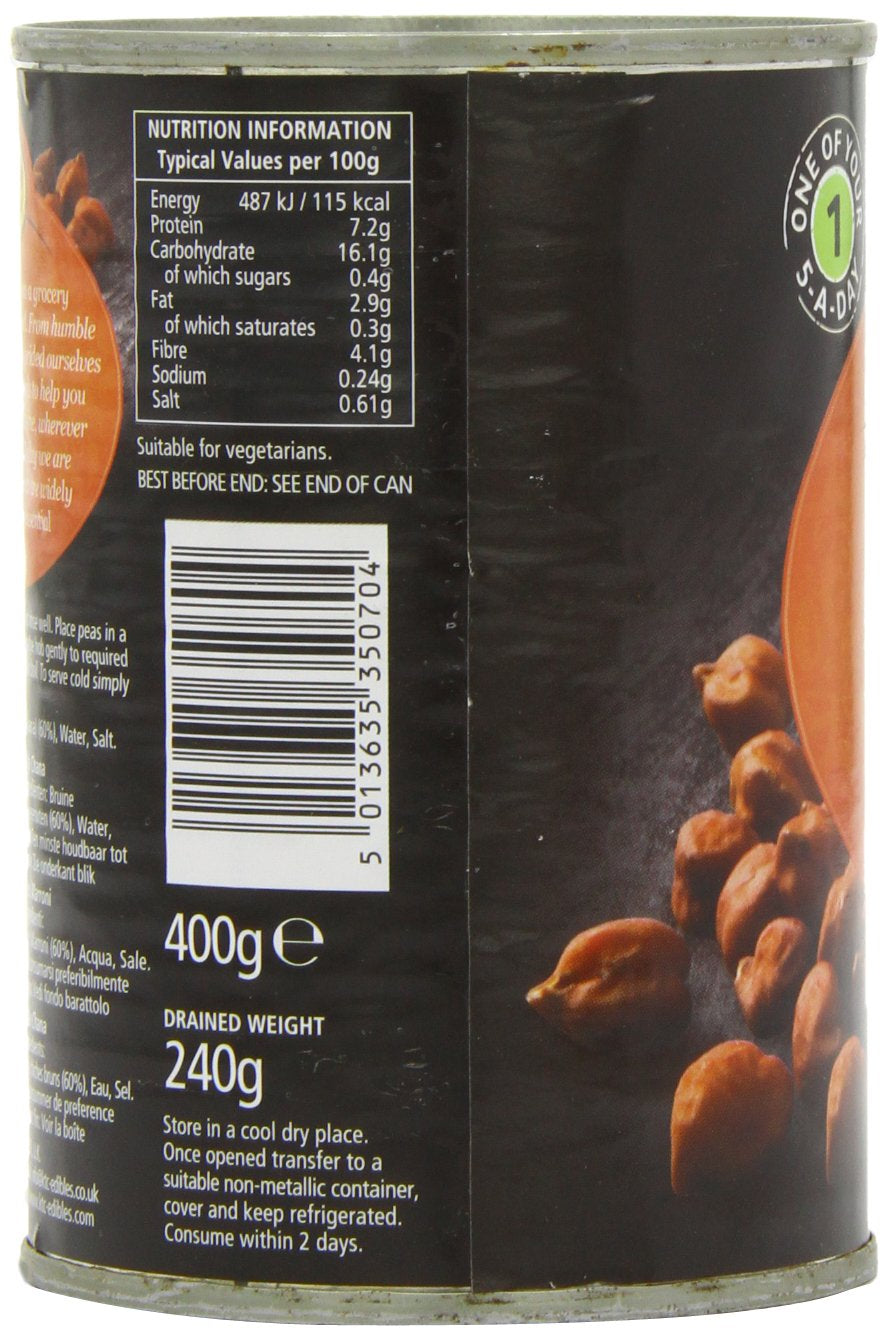 NUTRITION INFORMATION
Typical Values per 100g
Energy 487 kJ / 115 kcal
Protein 7.2g
Carbohydrate 16.1g
of which sugars 0.4g
Fat 2.9g
of which saturates 0.3g
Fibre 4.1g
Sodium 0.24g
Salt 0.61g
Suitable for vegetarians.
BEST BEFORE END: SEE END OF CAN
5 013635 350704
400g e
DRAINED WEIGHT
240g
Store in a cool dry place.
Once opened transfer to a
suitable non-metallic container,
cover and keep refrigerated.
Consume within 2 days.
ONE OF YOUR
1
5-A-DAY
a grocery
From humble
ourselves
to help you
wherever
we are
widely
well. Place peas in a
gently to required
To serve cold simply
(60%), Water, Salt.
Bruine
(60%), Water,
minste houdbaar tot
onderkant blik
(60%), Acqua, Sale.
preferibilmente
fondo barattolo
(60%), Eau, Sel.
de preference
Voir la boîte